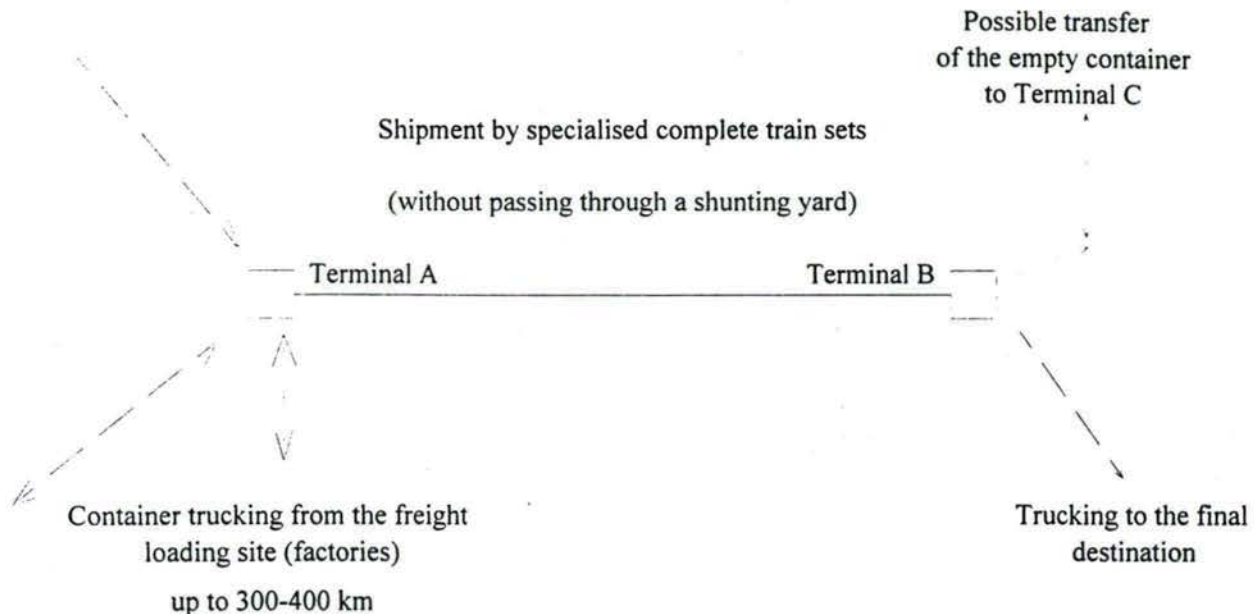 Possible transfer
of the empty container
to Terminal C
Shipment by specialised complete train sets
(without passing through a shunting yard)
Terminal A
Terminal B
Container trucking from the freight
loading site (factories)
up to 300-400 km
Trucking to the final
destination